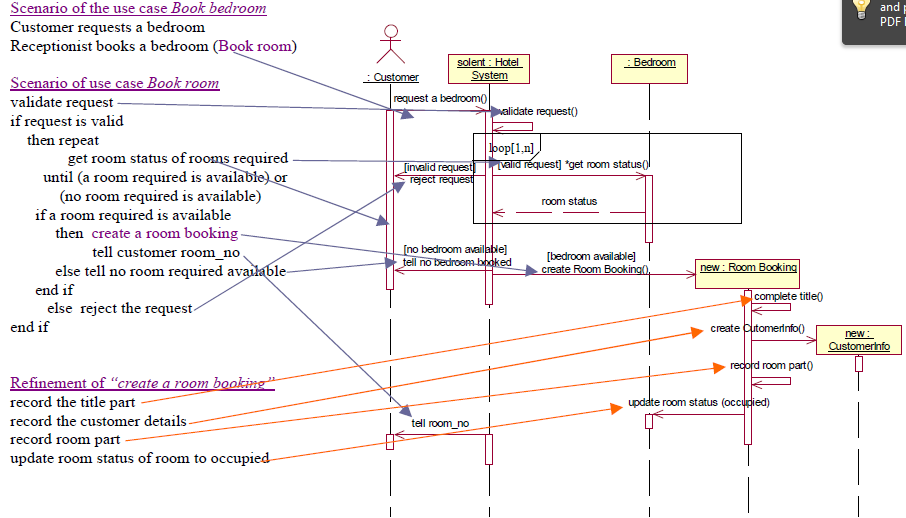 Scenario of the use case Book bedroom
Customer requests a bedroom
Receptionist books a bedroom (Book room)
Scenario of use case Book room
validate request
if request is valid
then repeat
get room status of room required
until (a room required is available) or
(no room required is available)
if a room required is available
then create a room booking
tell customer room_no
else tell no room required available
end if
else reject the request
end if
Refinement of “create a room booking”
record the title part
record the customer details
record room part
update room status of room to occupied
and p
PDF
: Customer
solent : Hotel
System
: Bedroom
request a bedroom()
validate request()
loop[1,n]
[invalid request]
reject request
[valid request] *get room status()
room status
[no bedroom available]
tell no bedroom booked
[bedroom available]
create Room Booking()
new : Room Booking
complete title()
create CutomerInfo()
new :
CustomerInfo
record room part()
update room status (occupied)
tell room_no